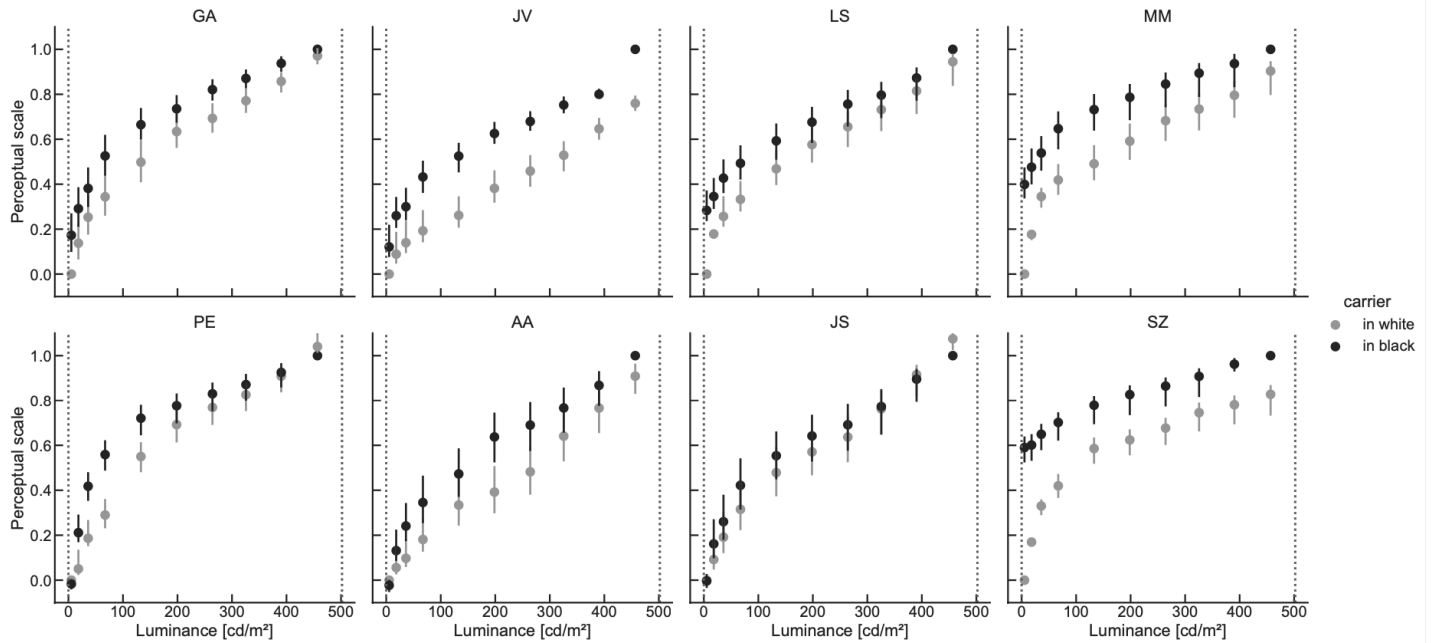 GA JV LS MM
1.0
0.8
0.6
0.4
0.2
0.0
Perceptual scale
carrier
in white
in black
PE AA JS SZ
1.0
0.8
0.6
0.4
0.2
0.0
Perceptual scale
0 100 200 300 400 500 0 100 200 300 400 500 0 100 200 300 400 500 0 100 200 300 400 500
Luminance [cd/m²] Luminance [cd/m²] Luminance [cd/m²] Luminance [cd/m²]